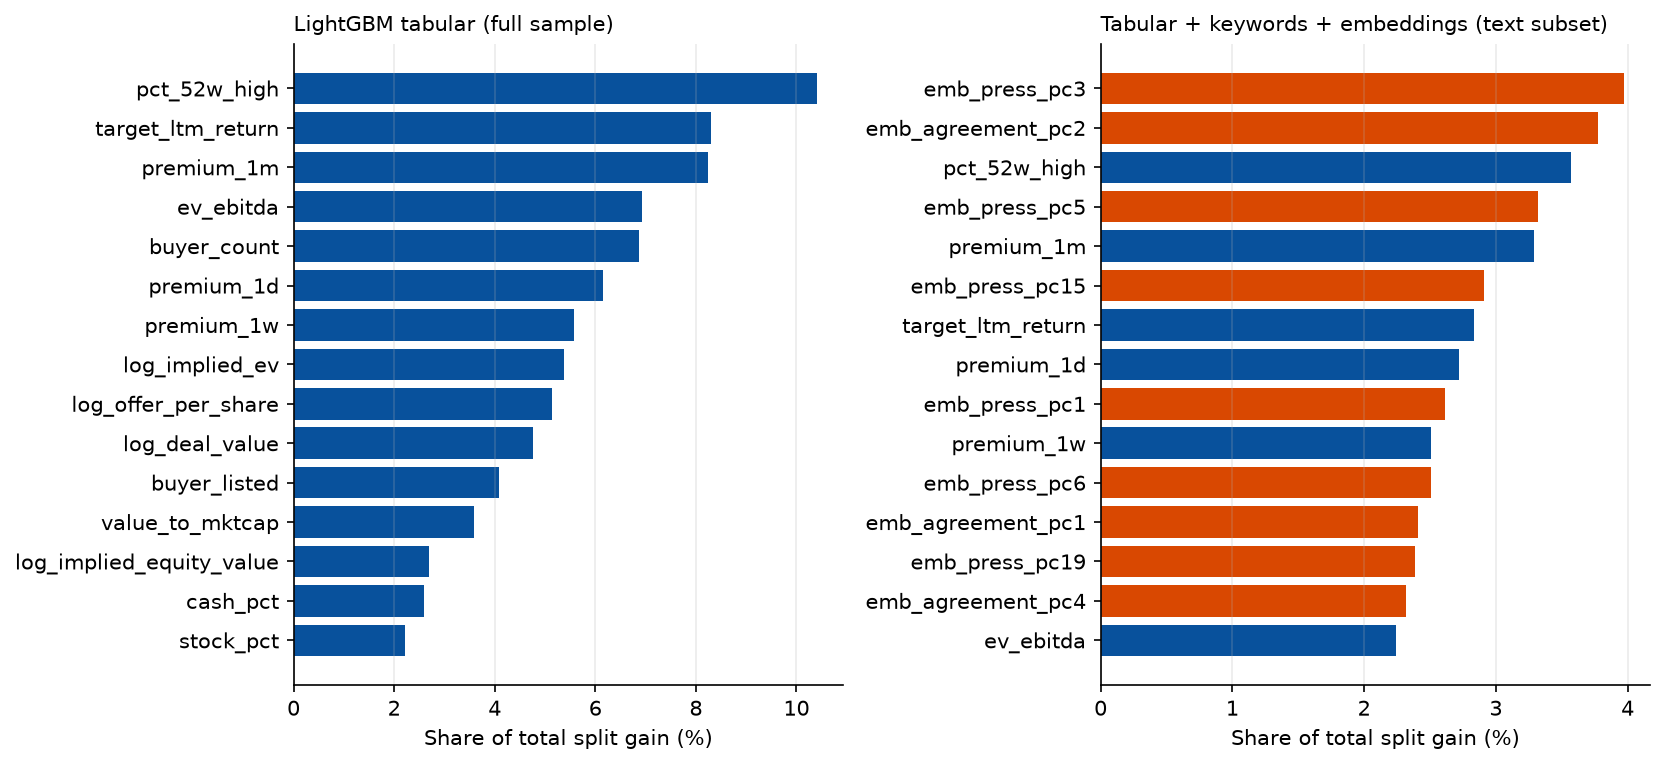 LightGBM tabular (full sample)
pct_52w_high
target_ltm_return
premium_1m
ev_ebitda
buyer_count
premium_1d
premium_1w
log_implied_ev
log_offer_per_share
log_deal_value
buyer_listed
value_to_mktcap
log_implied_equity_value
cash_pct
stock_pct
0 2 4 6 8 10
Share of total split gain (%)
Tabular + keywords + embeddings (text subset)
emb_press_pc3
emb_agreement_pc2
pct_52w_high
emb_press_pc5
premium_1m
emb_press_pc15
target_ltm_return
premium_1d
emb_press_pc1
premium_1w
emb_press_pc6
emb_agreement_pc1
emb_press_pc19
emb_agreement_pc4
ev_ebitda
0 1 2 3 4
Share of total split gain (%)